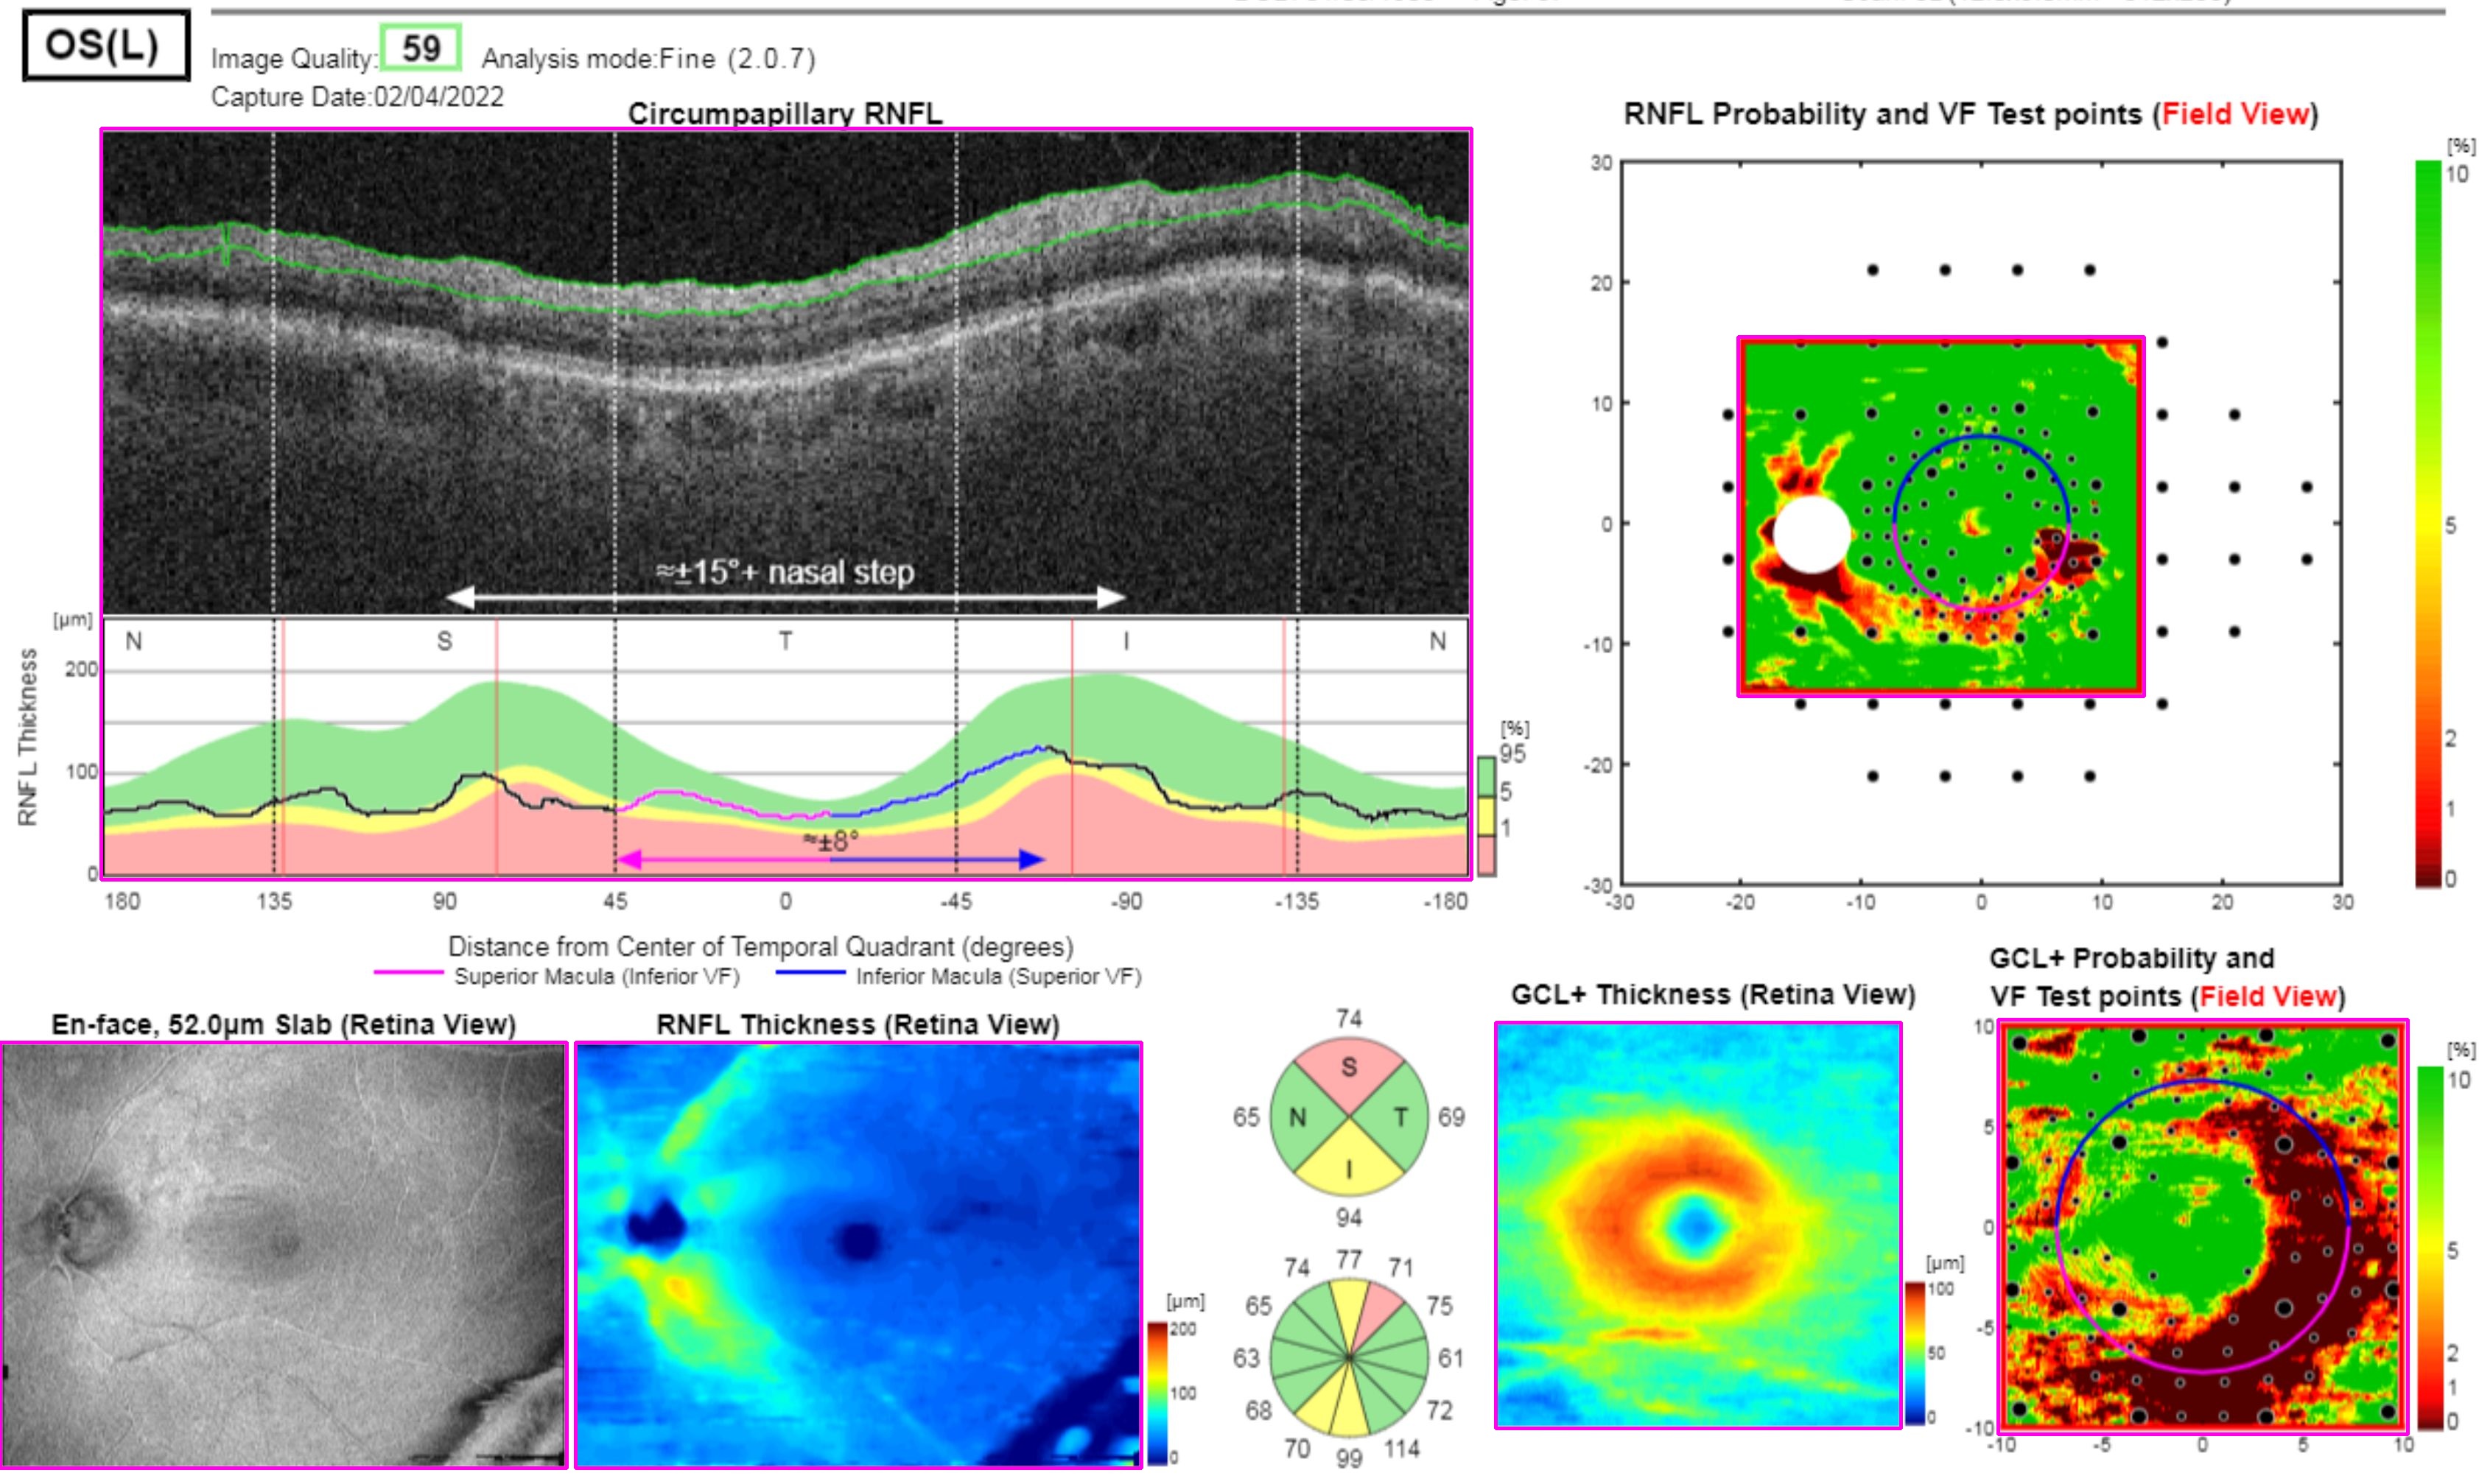 OS(L)
Image Quality: 59 Analysis mode:Fine (2.0.7)
Capture Date:02/04/2022
Circumpapillary RNFL
≈±15°+ nasal step
[µm]
N S T I N
RNFL Thickness
200
100
0
≈±8°
180 135 90 45 0 -45 -90 -135 -180
Distance from Center of Temporal Quadrant (degrees)
Superior Macula (Inferior VF) Inferior Macula (Superior VF)
[%]
95
5
1
RNFL Probability and VF Test points (Field View)
30
20
10
0
-10
-20
-30
-30 -20 -10 0 10 20 30
[%]
10
5
2
1
0
En-face, 52.0µm Slab (Retina View)
RNFL Thickness (Retina View)
[µm]
200
100
0
74
S
65 N T 69
I
94
74 77 71
65 75
63 61
68 72
70 99 114
GCL+ Thickness (Retina View)
[µm]
100
50
0
GCL+ Probability and
VF Test points (Field View)
10
5
0
-5
-10
-10 -5 0 5 10
[%]
10
5
2
1
0